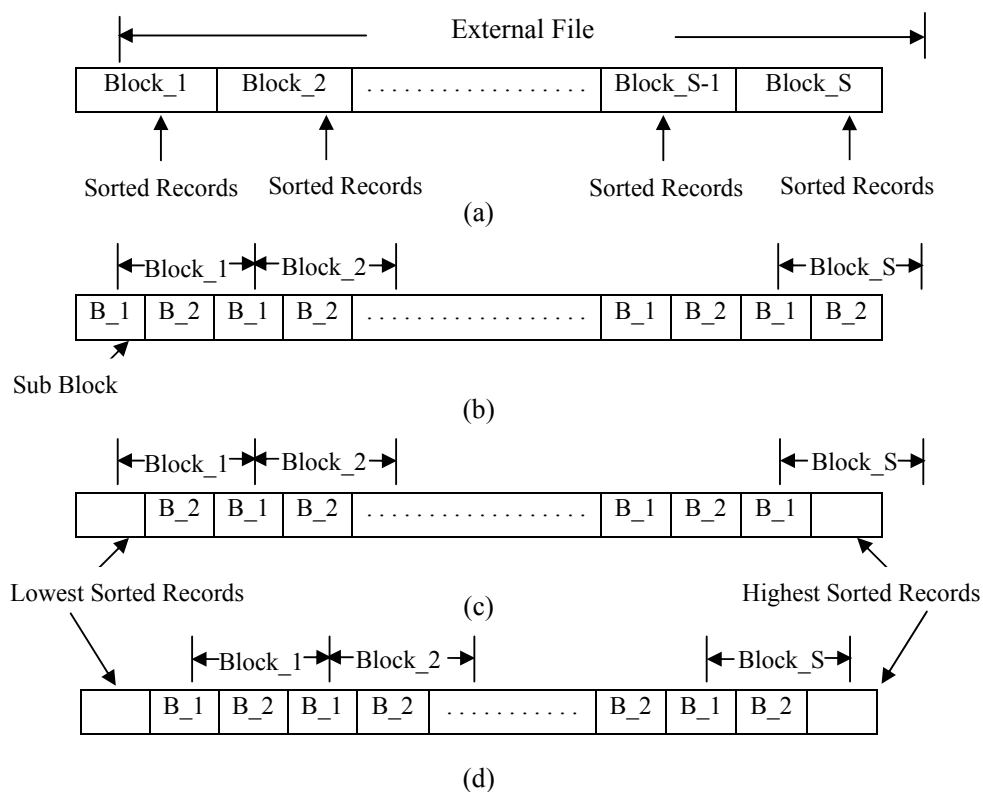 External File
Block_1 Block_2 . . . . . . . . . . . . . . . . . . . Block_S-1 Block_S
Sorted Records Sorted Records Sorted Records Sorted Records
(a)
Block_1 Block_2 Block_S
B_1 B_2 B_1 B_2 . . . . . . . . . . . . . . . . . . . B_1 B_2 B_1 B_2
Sub Block
(b)
Block_1 Block_2 Block_S
B_2 B_1 B_2 . . . . . . . . . . . . . . . . . . . B_1 B_2 B_1
Lowest Sorted Records Highest Sorted Records
(c)
Block_1 Block_2 Block_S
B_1 B_2 B_1 B_2 . . . . . . . . . . . B_2 B_1 B_2
(d)